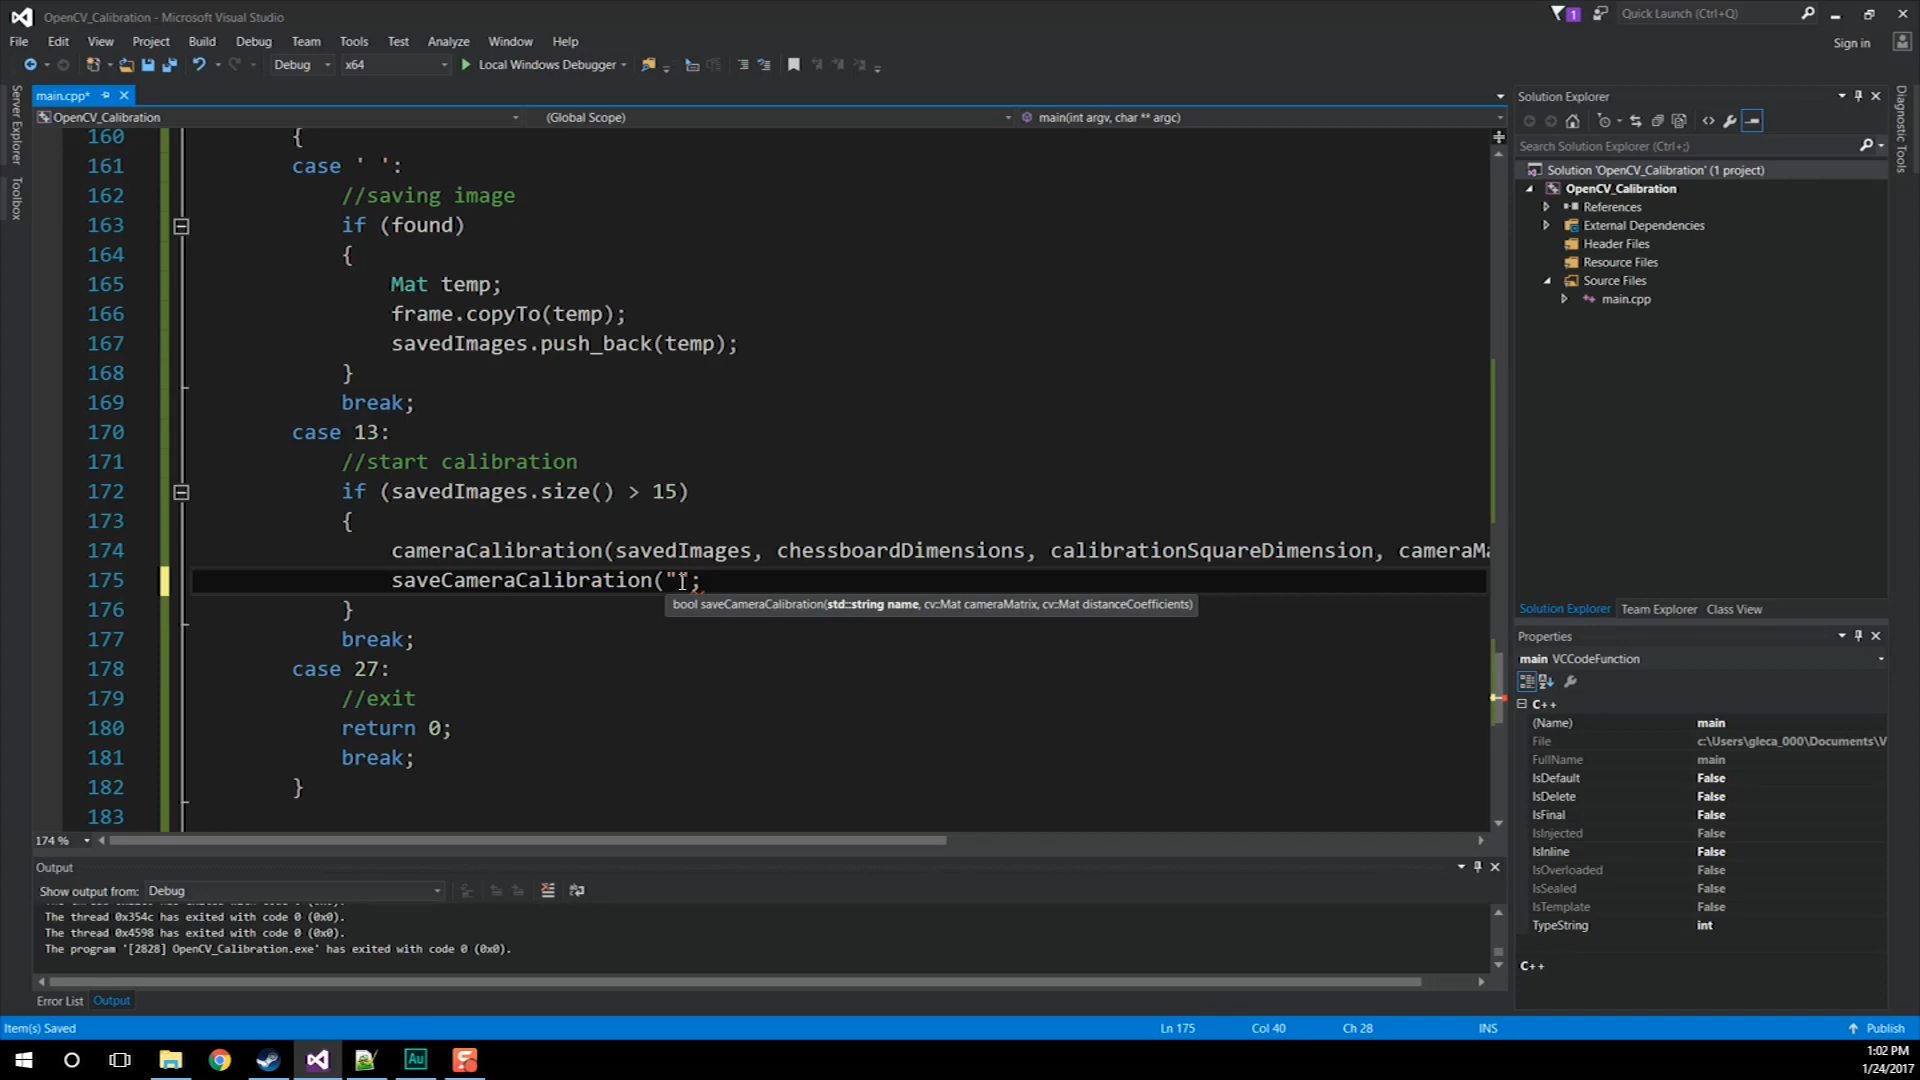 OpenCV_Calibration - Microsoft Visual Studio
1
Quick Launch (Ctrl+Q)
File Edit View Project Build Debug Team Tools Test Analyze Window Help
Sign in
Debug x64 Local Windows Debugger
Server Explorer
Toolbox
main.cpp*
OpenCV_Calibration (Global Scope) main(int argv, char ** argc)
160 {
161 case ' ':
162 //saving image
163 if (found)
164 {
165 Mat temp;
166 frame.copyTo(temp);
167 savedImages.push_back(temp);
168 }
169 break;
170 case 13:
171 //start calibration
172 if (savedImages.size() > 15)
173 {
174 cameraCalibration(savedImages, chessboardDimensions, calibrationSquareDimension, cameraMa
175 saveCameraCalibration("";
bool saveCameraCalibration(std::string name, cv::Mat cameraMatrix, cv::Mat distanceCoefficients)
176 }
177 break;
178 case 27:
179 //exit
180 return 0;
181 break;
182 }
183
174 %
Output
Show output from: Debug
The thread 0x354c has exited with code 0 (0x0).
The thread 0x4598 has exited with code 0 (0x0).
The program '[2828] OpenCV_Calibration.exe' has exited with code 0 (0x0).
Error List Output
Solution Explorer
Search Solution Explorer (Ctrl+;)
Solution 'OpenCV_Calibration' (1 project)
OpenCV_Calibration
References
External Dependencies
Header Files
Resource Files
Source Files
main.cpp
Solution Explorer Team Explorer Class View
Properties
main VCCodeFunction
C++
(Name) main
File c:\Users\gleca_000\Documents\V
FullName main
IsDefault False
IsDelete False
IsFinal False
IsInjected False
IsInline False
IsOverloaded False
IsSealed False
IsTemplate False
TypeString int
C++
Diagnostic Tools
Item(s) Saved Ln 175 Col 40 Ch 28 INS Publish
Au
1:02 PM
1/24/2017